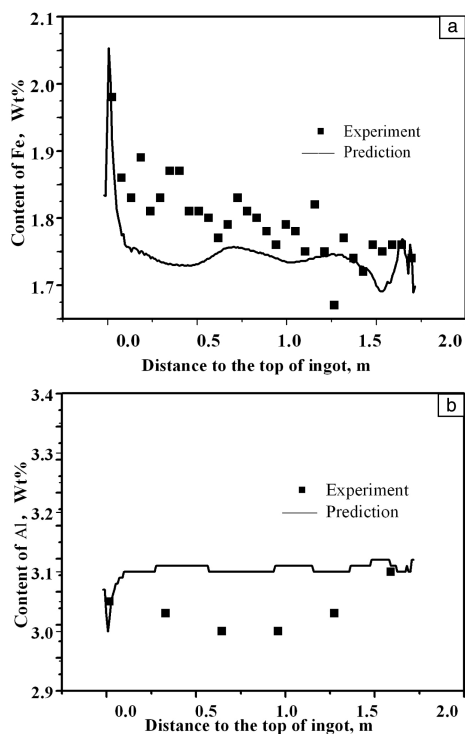 a
2.1
2.0
1.9
1.8
1.7
Content of Fe, Wt%
Experiment
Prediction
0.0 0.5 1.0 1.5 2.0
Distance to the top of ingot, m
b
3.4
3.3
3.2
3.1
3.0
2.9
Content of Al, Wt%
Experiment
Prediction
0.0 0.5 1.0 1.5 2.0
Distance to the top of ingot, m